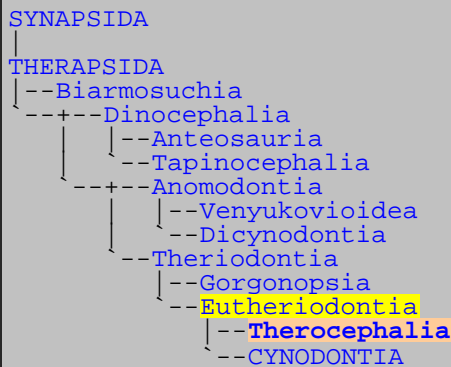 SYNAPSIDA
|
THERAPSIDA
|--Biarmosuchia
`--+--Dinocephalia
   |  |--Anteosauria
   |  `--Tapinocephalia
   `--+--Anomodontia
      |  |--Venyukovioidea
      |  `--Dicynodontia
      `--Theriodontia
         |--Gorgonopsia
         `--Eutheriodontia
            |--Therocephalia
            `--CYNODONTIA